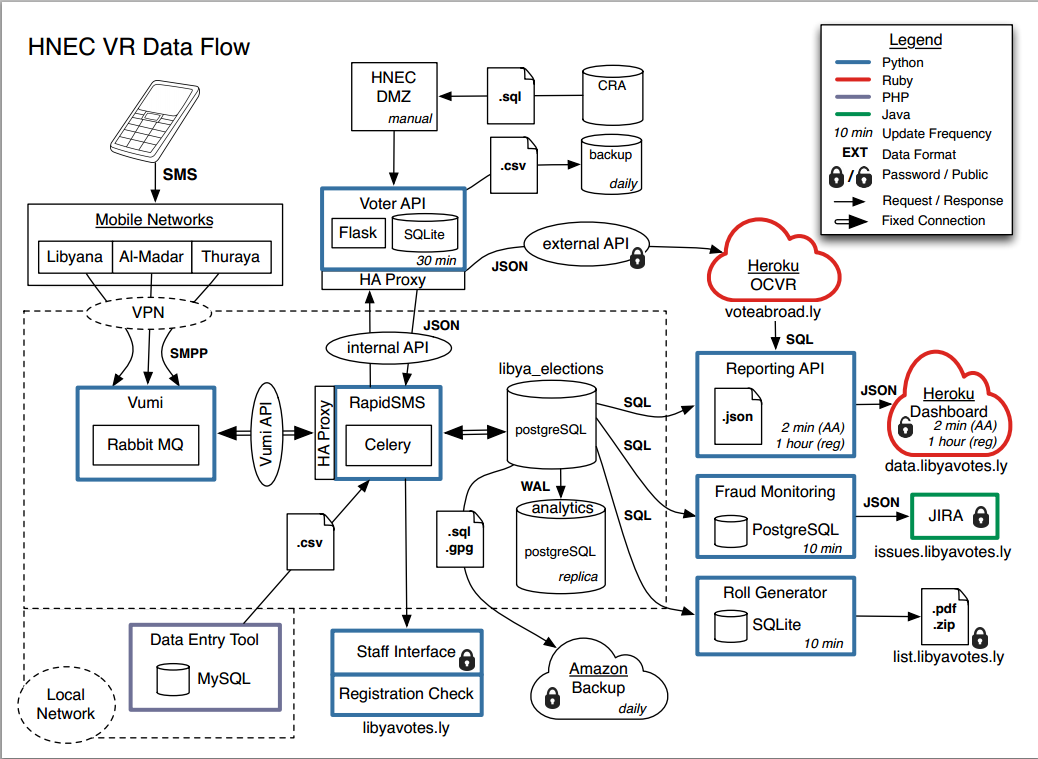 HNEC VR Data Flow
Legend
Python
Ruby
PHP
Java
10 min Update Frequency
EXT Data Format
/ Password / Public
Request / Response
Fixed Connection
SMS
Mobile Networks
Libyana
Al-Madar
Thuraya
VPN
SMPP
HNEC
DMZ
manual
.sql
CRA
.csv
backup
daily
Voter API
Flask
SQLite
30 min
HA Proxy
JSON
external API
Heroku
OCVR
voteabroad.ly
SQL
JSON
internal API
Vumi
Rabbit MQ
Vumi API
HA Proxy
RapidSMS
Celery
libya_elections
postgreSQL
WAL
analytics
postgreSQL
replica
SQL
SQL
SQL
Reporting API
.json
2 min (AA)
1 hour (reg)
JSON
Heroku
Dashboard
2 min (AA)
1 hour (reg)
data.libyavotes.ly
Fraud Monitoring
PostgreSQL
10 min
JSON
JIRA
issues.libyavotes.ly
Roll Generator
SQLite
10 min
.pdf
.zip
list.libyavotes.ly
.csv
.sql
.gpg
Data Entry Tool
MySQL
Local
Network
Staff Interface
Registration Check
libyavotes.ly
Amazon
Backup
daily